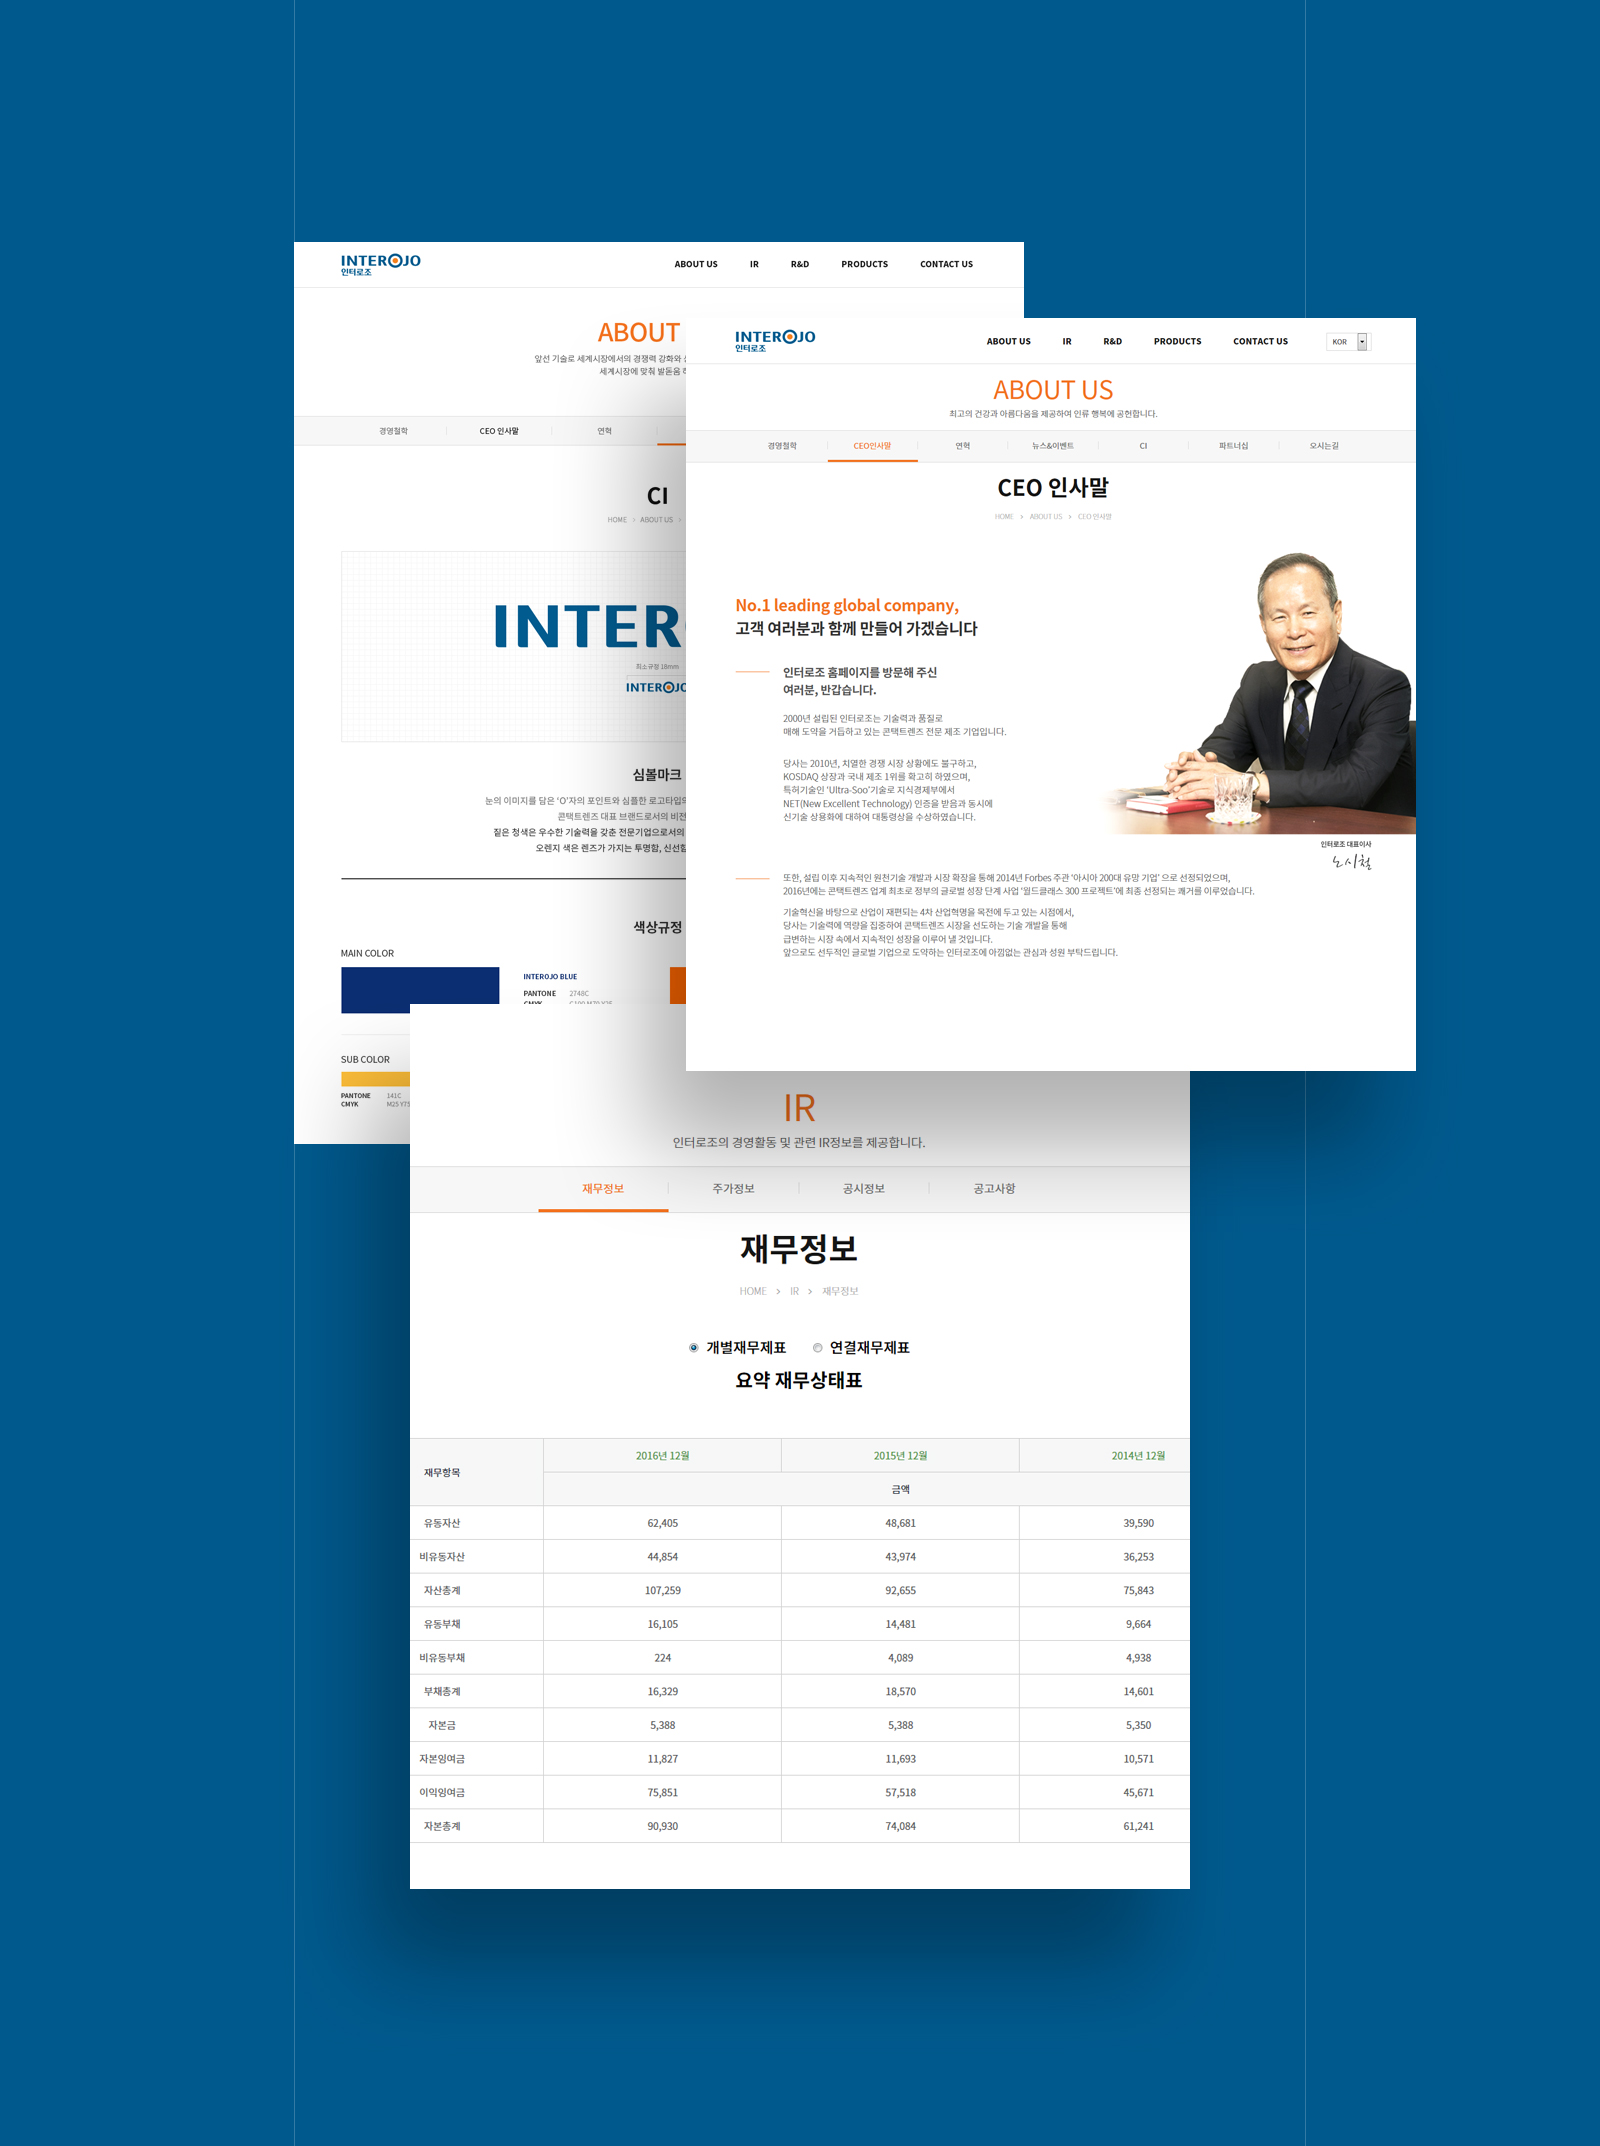 INTEROJO
인터로조
ABOUT US
IR
R&D
PRODUCTS
CONTACT US
ABOUT
앞선 기술로 세계시장에서의 경쟁력 강화와
세계시장에 맞춰 발돋움
경영철학
CEO 인사말
연혁
CI
HOME > ABOUT US >
INTER
최소규정 18mm
INTEROJO
심볼마크
눈의 이미지를 담은 ‘O’자의 포인트와 심플한 로고타입의
콘택트렌즈 대표 브랜드로서의 비전
짙은 청색은 우수한 기술력을 갖춘 전문기업으로서의
오렌지 색은 렌즈가 가지는 투명함, 신선함
색상규정
MAIN COLOR
INTEROJO BLUE
PANTONE 2748C
SUB COLOR
PANTONE 141C
CMYK M25 Y75
INTEROJO
인터로조
ABOUT US
IR
R&D
PRODUCTS
CONTACT US
KOR
ABOUT US
최고의 건강과 아름다움을 제공하여 인류 행복에 공헌합니다.
경영철학
CEO인사말
연혁
뉴스&이벤트
CI
파트너십
오시는길
CEO 인사말
HOME > ABOUT US > CEO 인사말
No.1 leading global company,
고객 여러분과 함께 만들어 가겠습니다
인터로조 홈페이지를 방문해 주신
여러분, 반갑습니다.
2000년 설립된 인터로조는 기술력과 품질로
매해 도약을 거듭하고 있는 콘택트렌즈 전문 제조 기업입니다.
당사는 2010년, 치열한 경쟁 시장 상황에도 불구하고,
KOSDAQ 상장과 국내 제조 1위를 확고히 하였으며,
특허기술인 ‘Ultra-Soo’기술로 지식경제부에서
NET(New Excellent Technology) 인증을 받음과 동시에
신기술 상용화에 대하여 대통령상을 수상하였습니다.
인터로조 대표이사
노시철
또한, 설립 이후 지속적인 원천기술 개발과 시장 확장을 통해 2014년 Forbes 주관 ‘아시아 200대 유망 기업’ 으로 선정되었으며,
2016년에는 콘택트렌즈 업계 최초로 정부의 글로벌 성장 단계 사업 ‘월드클래스 300 프로젝트’에 최종 선정되는 쾌거를 이루었습니다.
기술혁신을 바탕으로 산업이 재편되는 4차 산업혁명을 목전에 두고 있는 시점에서,
당사는 기술력에 역량을 집중하여 콘택트렌즈 시장을 선도하는 기술 개발을 통해
급변하는 시장 속에서 지속적인 성장을 이루어 낼 것입니다.
앞으로도 선두적인 글로벌 기업으로 도약하는 인터로조에 아낌없는 관심과 성원 부탁드립니다.
IR
인터로조의 경영활동 및 관련 IR정보를 제공합니다.
재무정보
주가정보
공시정보
공고사항
재무정보
HOME > IR > 재무정보
개별재무제표 연결재무제표
요약 재무상태표
재무항목 2016년 12월 2015년 12월 2014년 12월
금액
유동자산 62,405 48,681 39,590
비유동자산 44,854 43,974 36,253
자산총계 107,259 92,655 75,843
유동부채 16,105 14,481 9,664
비유동부채 224 4,089 4,938
부채총계 16,329 18,570 14,601
자본금 5,388 5,388 5,350
자본잉여금 11,827 11,693 10,571
이익잉여금 75,851 57,518 45,671
자본총계 90,930 74,084 61,241